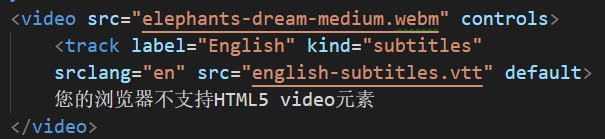 <video src="elephants-dream-medium.webm" controls>
<track label="English" kind="subtitles"
srclang="en" src="english-subtitles.vtt" default>
您的浏览器不支持HTML5 video元素
</video>